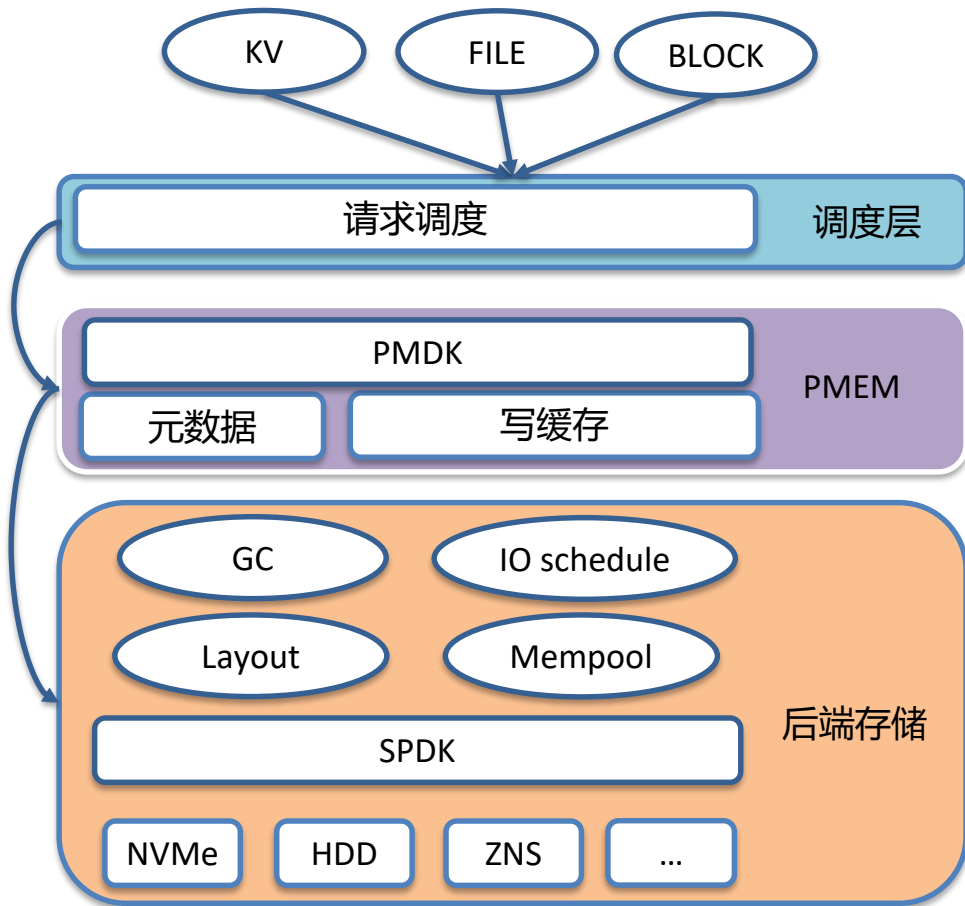 KV
FILE
BLOCK
请求调度
调度层
PMDK
PMEM
元数据
写缓存
GC
IO schedule
Layout
Mempool
后端存储
SPDK
NVMe
HDD
ZNS
...